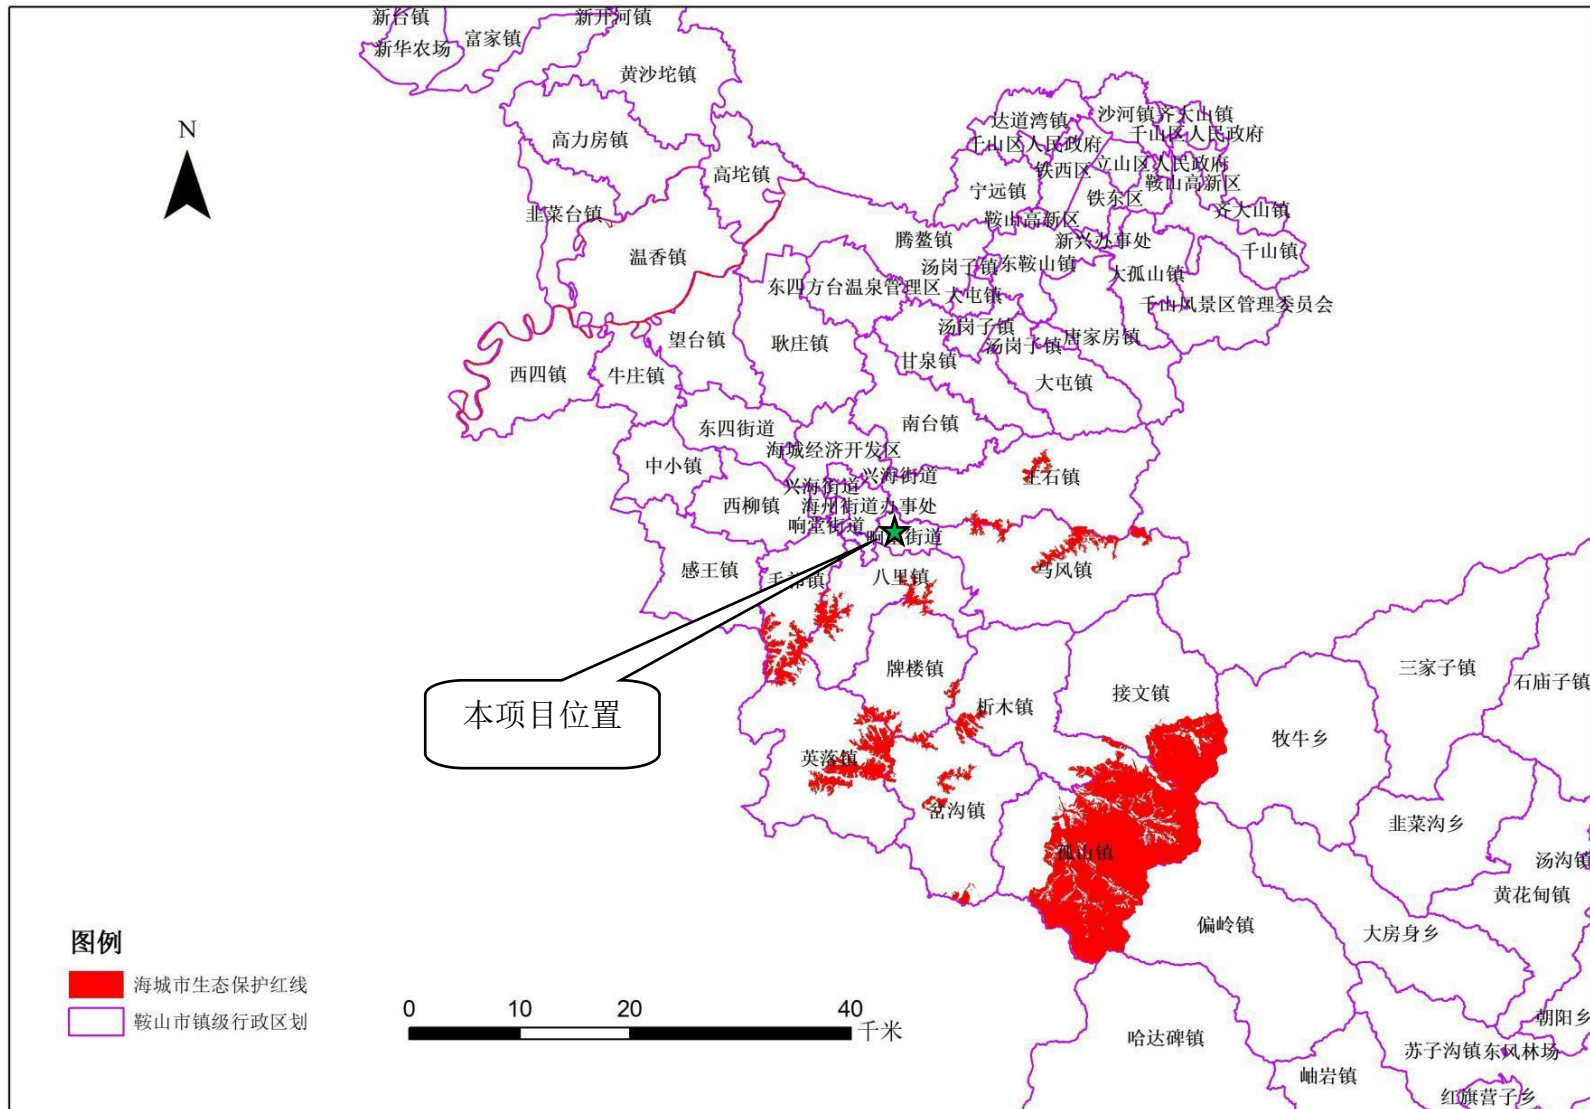 新台镇
新开河镇
新华农场
富家镇
黄沙坨镇
N
高力房镇
达道湾镇
沙河镇
齐大山镇
千山区人民政府
千山区人民政府
高坨镇
铁西区
立山区人民政府
鞍山高新区
宁远镇
铁东区
韭菜台镇
鞍山高新区
齐大山镇
腾鳌镇
新兴办事处
千山镇
温香镇
汤岗子镇
东鞍山镇
大孤山镇
东四方台温泉管理区
大屯镇
千山风景区管理委员会
望台镇
耿庄镇
汤岗子镇
汤岗子镇
唐家房镇
甘泉镇
西四镇
牛庄镇
大屯镇
东四街道
南台镇
海城经济开发区
中小镇
兴海街道
兴海街道
王石镇
西柳镇
海州街道办事处
响堂街道
响堂街道
感王镇
毛祁镇
八里镇
马风镇
牌楼镇
三家子镇
石庙子镇
接文镇
析木镇
本项目位置
牧牛乡
英落镇
岔沟镇
韭菜沟乡
孤山镇
汤沟镇
黄花甸镇
偏岭镇
大房身乡
图例
海城市生态保护红线
鞍山市镇级行政区划
0 10 20 40
千米
朝阳乡
哈达碑镇
苏子沟镇
东风林场
岫岩镇
红旗营子乡